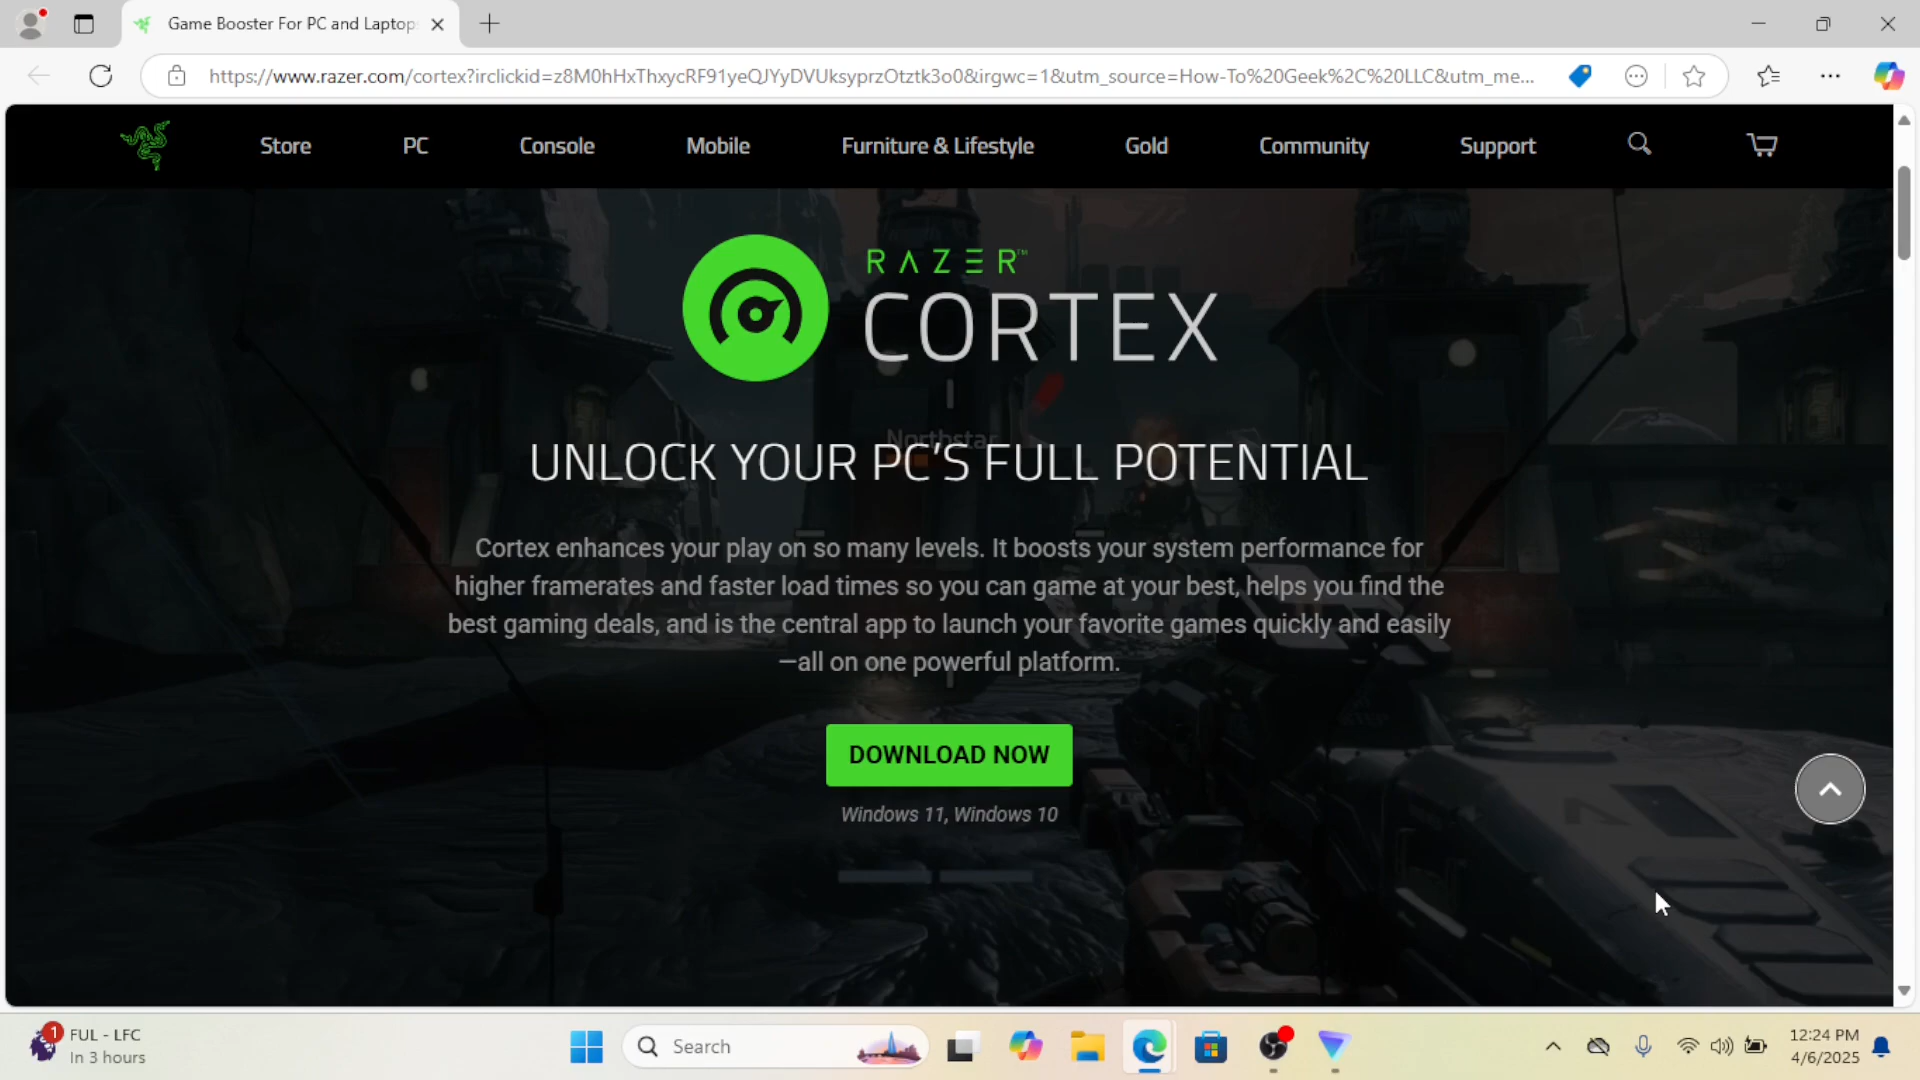 Game Booster For PC and Laptop
https://www.razer.com/cortex?irclickid=z8M0hHxThxycRF91yeQJYyDVUksyprzOtztk3o0&irgwc=1&utm_source=How-To%20Geek%2C%20LLC&utm_me...
Store PC Console Mobile Furniture & Lifestyle Gold Community Support
RAZER™
CORTEX
Northstar
UNLOCK YOUR PC'S FULL POTENTIAL
Cortex enhances your play on so many levels. It boosts your system performance for
higher framerates and faster load times so you can game at your best, helps you find the
best gaming deals, and is the central app to launch your favorite games quickly and easily
—all on one powerful platform.
DOWNLOAD NOW
Windows 11, Windows 10
1
FUL - LFC
In 3 hours
Search
12:24 PM
4/6/2025